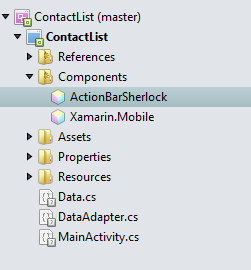 ContactList (master)
ContactList
References
Components
ActionBarSherlock
Xamarin.Mobile
Assets
Properties
Resources
Data.cs
DataAdapter.cs
MainActivity.cs